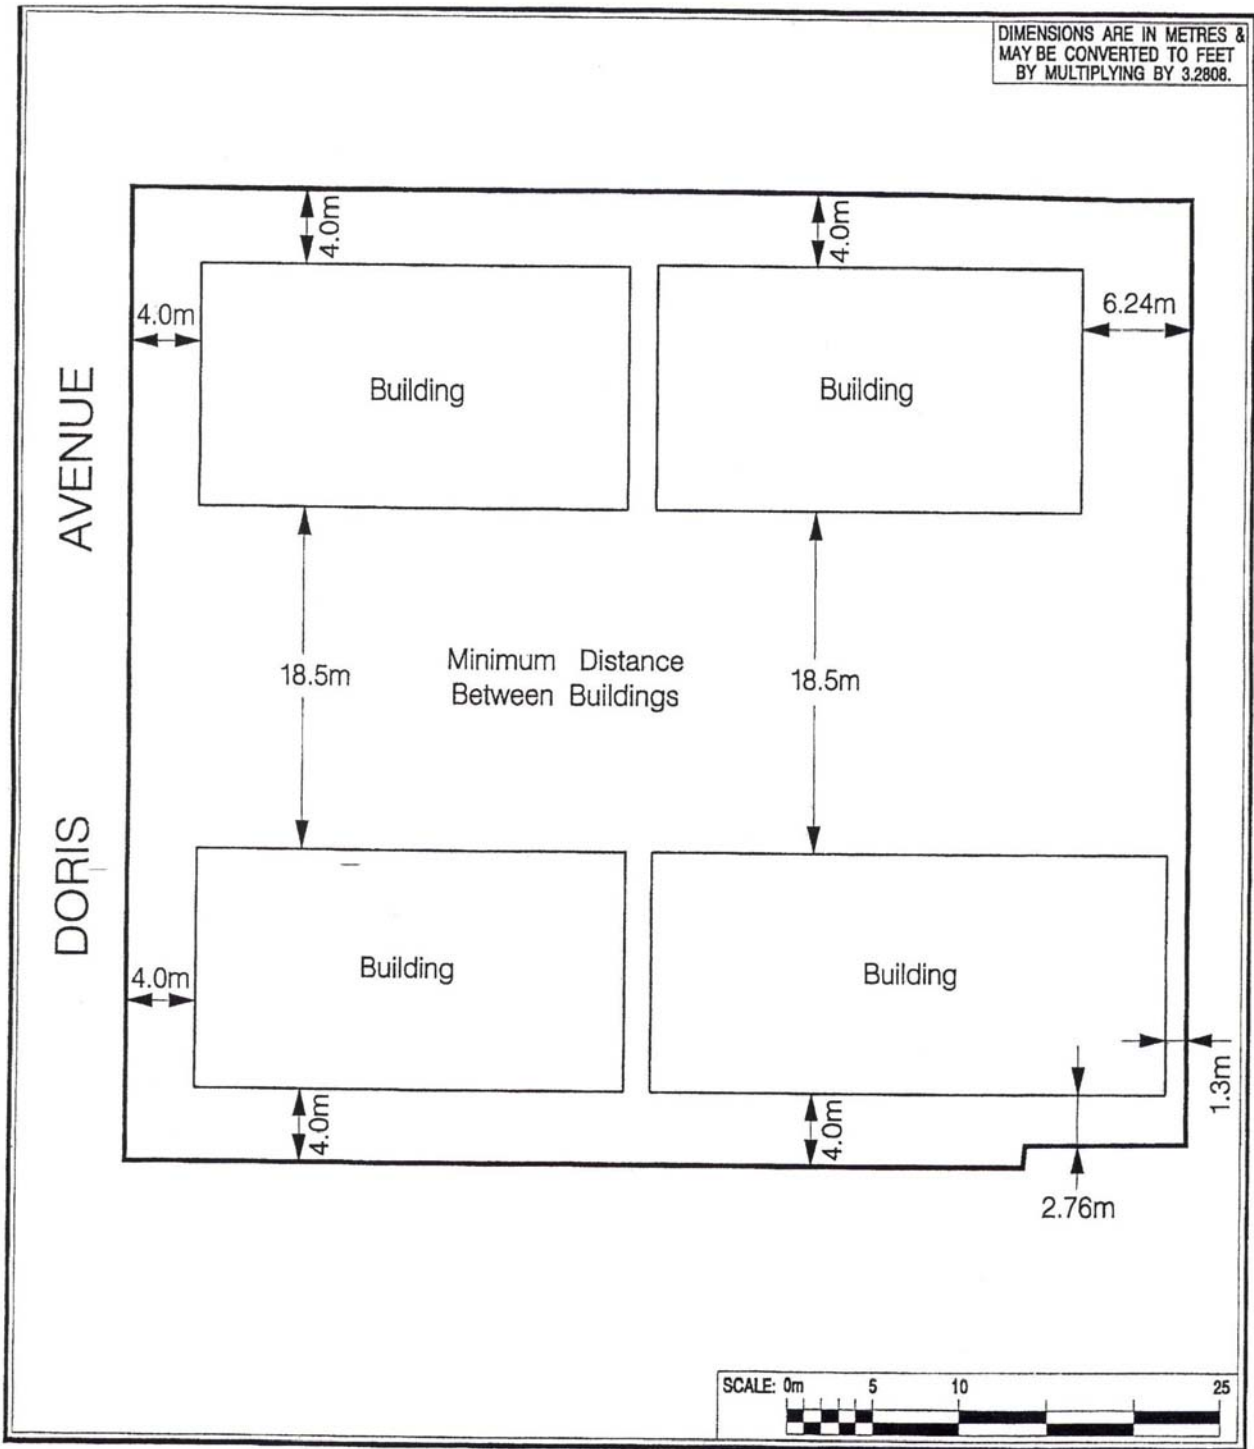 DIMENSIONS ARE IN METRES &
MAY BE CONVERTED TO FEET
BY MULTIPLYING BY 3.2808.
4.0m
4.0m
4.0m
6.24m
Building
Building
AVENUE
18.5m
Minimum Distance
Between Buildings
18.5m
DORIS
Building
Building
4.0m
1.3m
4.0m
4.0m
2.76m
SCALE: 0m 5 10 25